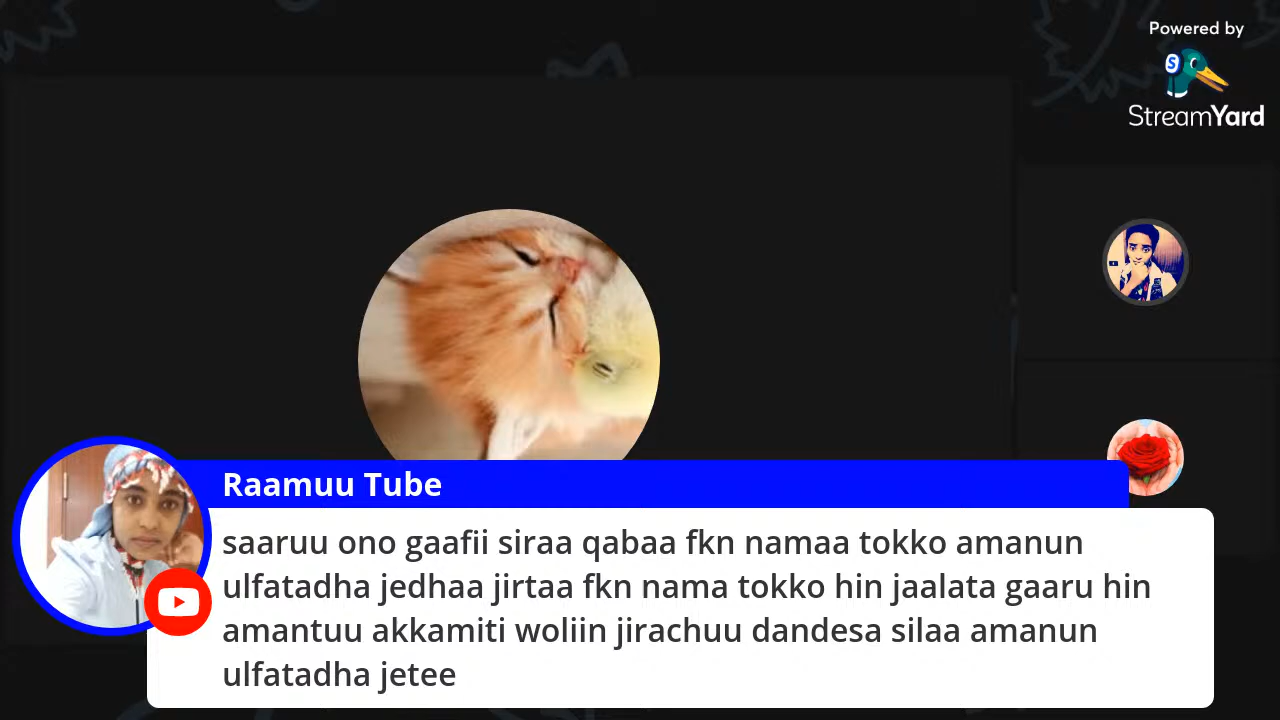 Powered by
StreamYard
Raamuu Tube
saaruu ono gaafii siraa qabaa fkn namaa tokko amanun
ulfatadha jedhaa jirtaa fkn nama tokko hin jaalata gaaru hin
amantuu akkamiti woliin jirachuu dandesa silaa amanun
ulfatadha jetee